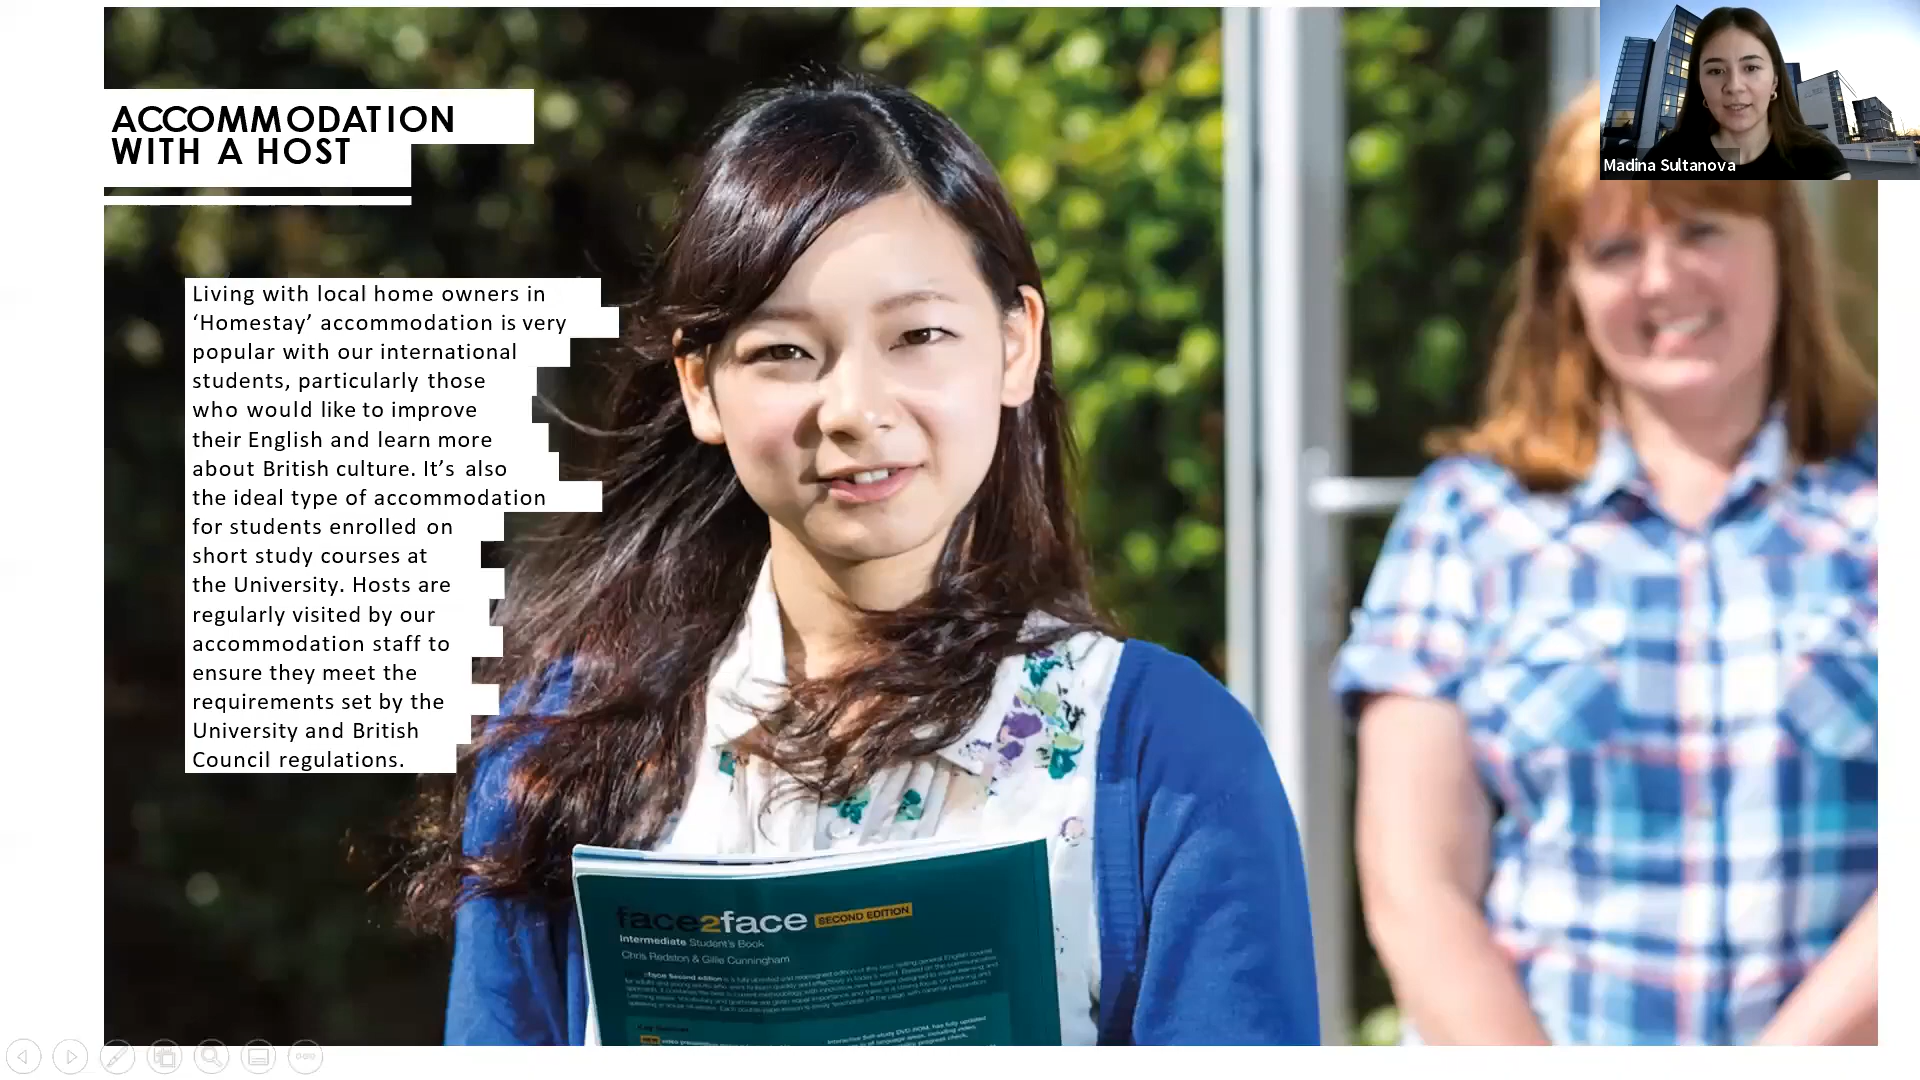 ACCOMMODATION
WITH A HOST
Madina Sultanova
Living with local home owners in
‘Homestay’ accommodation is very
popular with our international
students, particularly those
who would like to improve
their English and learn more
about British culture. It’s also
the ideal type of accommodation
for students enrolled on
short study courses at
the University. Hosts are
regularly visited by our
accommodation staff to
ensure they meet the
requirements set by the
University and British
Council regulations.
face2face SECOND EDITION
Intermediate Student's Book
Chris Redston & Gillie Cunningham